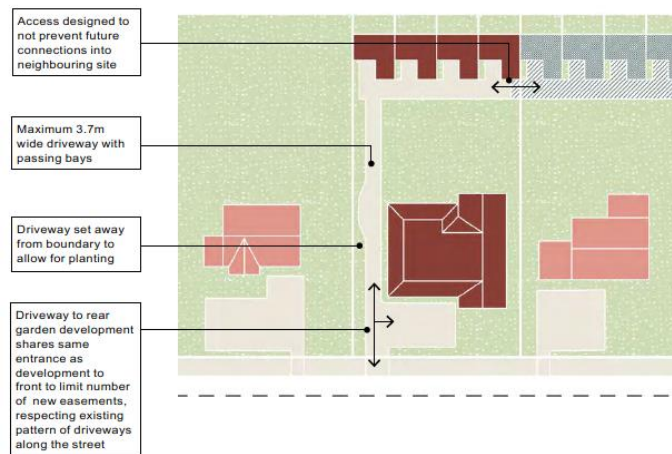 Access designed to
not prevent future
connections into
neighbouring site
Maximum 3.7m
wide driveway with
passing bays
Driveway set away
from boundary to
allow for planting
Driveway to rear
garden development
shares same
entrance as
development to
front to limit number
of new easements,
respecting existing
pattern of driveways
along the street